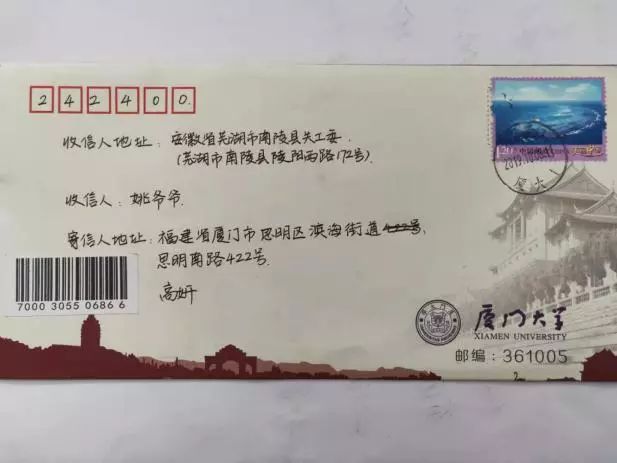 242400
收信人地址：安徽省芜湖市南陵县关工委
(芜湖市南陵县陵阳西路172号)
收信人：姚爷爷
寄信人地址：福建省厦门市思明区滨海街道422号,
思明南路422号
高妍
7000 3055 0686 6
厦门大学
XIAMEN UNIVERSITY
邮编：361005